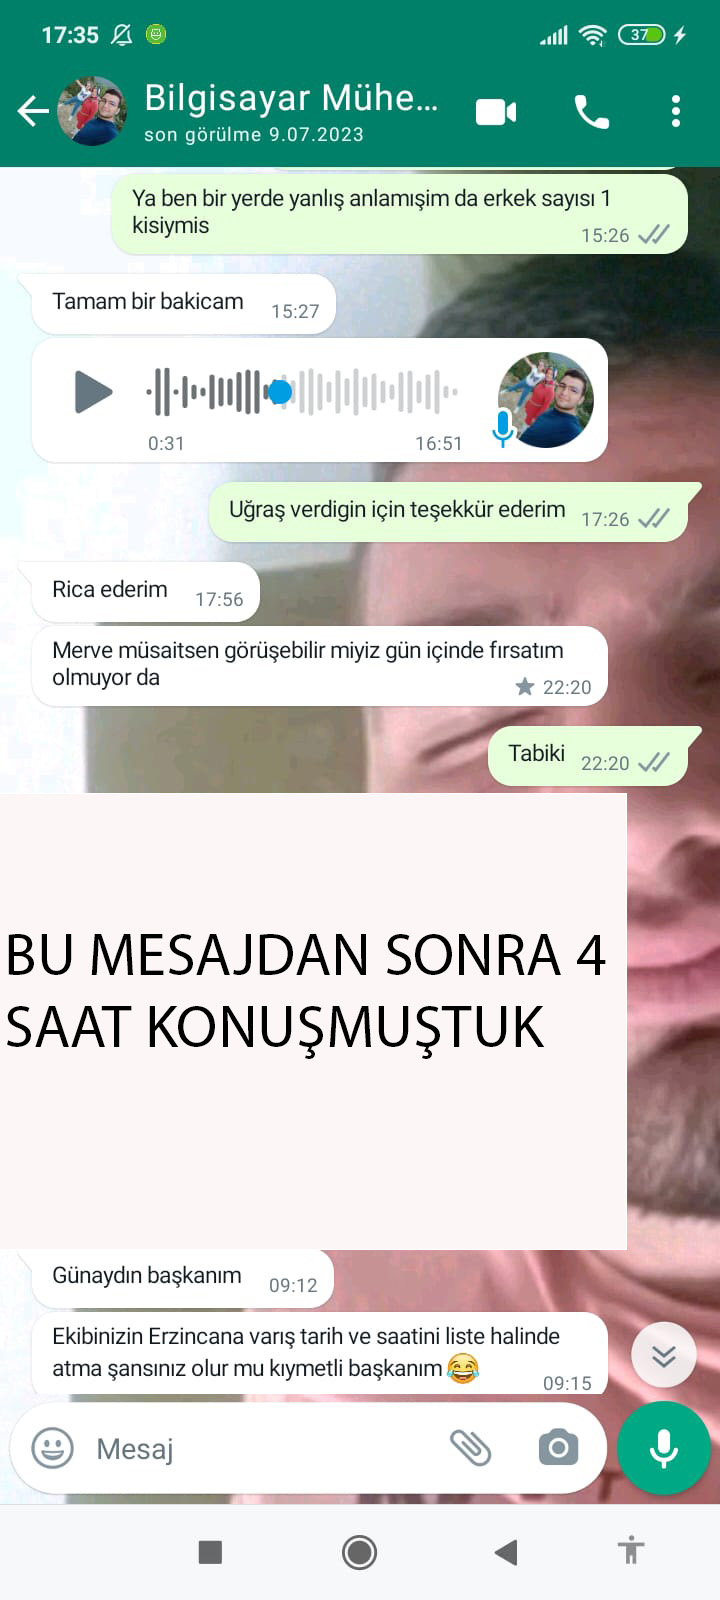 17:35
37
Bilgisayar Mühe...
son görülme 9.07.2023
Ya ben bir yerde yanlış anlamışim da erkek sayısı 1
kisiymis
15:26
Tamam bir bakicam 15:27
0:31 16:51
Uğraş verdigin için teşekkür ederim 17:26
Rica ederim 17:56
Merve müsaitsen görüşebilir miyiz gün içinde fırsatım
olmuyor da
22:20
Tabiki 22:20
BU MESAJDAN SONRA 4
SAAT KONUŞMUŞTUK
Günaydın başkanım 09:12
Ekibinizin Erzincana varış tarih ve saatini liste halinde
atma şansınız olur mu kıymetli başkanım 😂
09:15
Mesaj